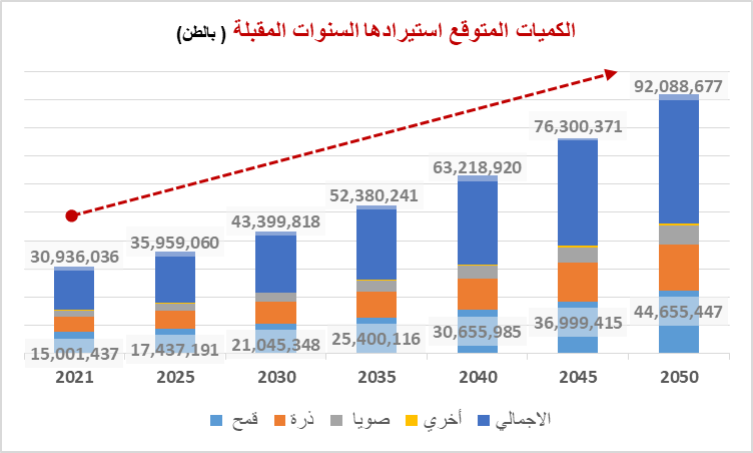 الكميات المتوقع استيرادها السنوات المقبلة ( بالطن)
92,088,677
76,300,371
63,218,920
52,380,241
43,399,818
35,959,060
30,936,036
15,001,437 17,437,191 21,045,348 25,400,116 30,655,985 36,999,415 44,655,447
2021 2025 2030 2035 2040 2045 2050
قمح ذرة صويا أخري الاجمالي